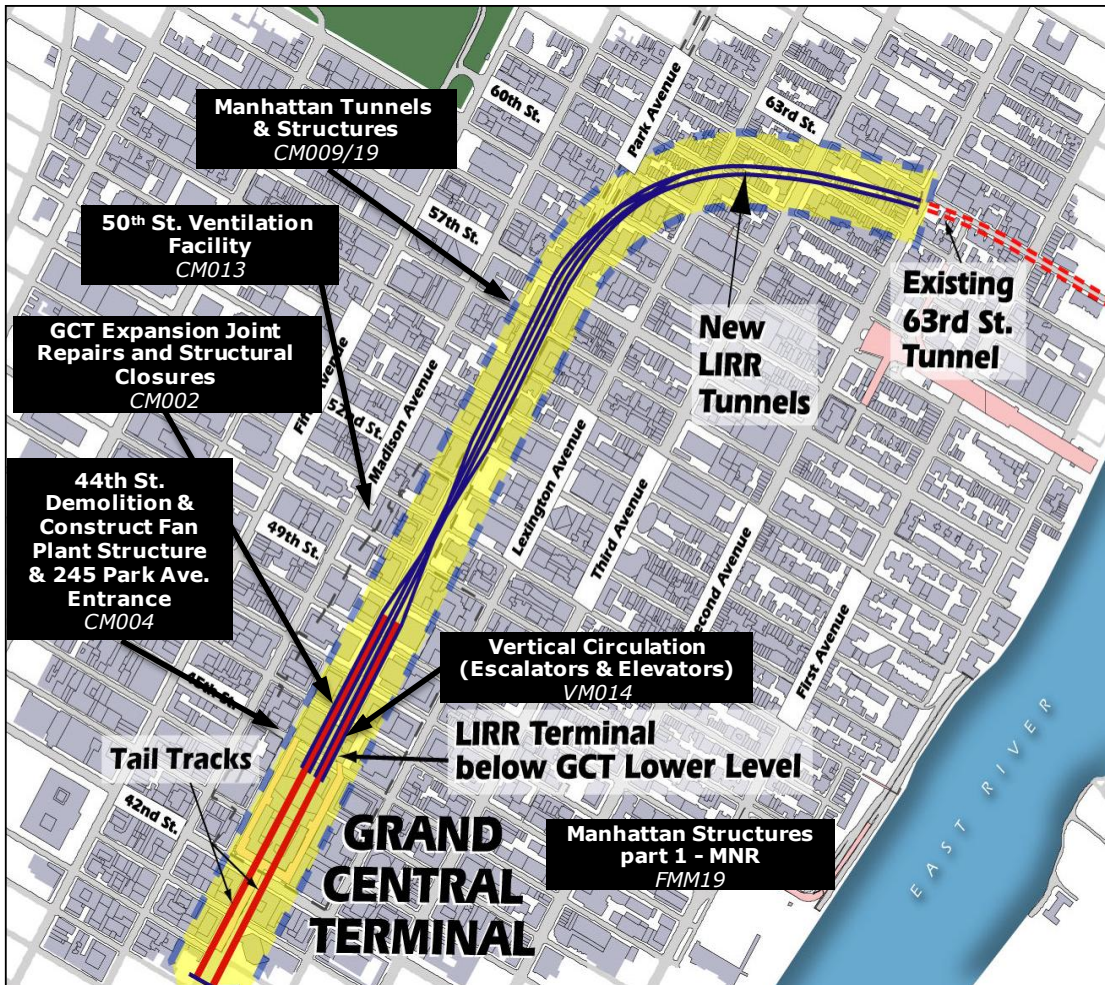 60th St.
Park Avenue
63rd St.
Manhattan Tunnels
& Structures
CM009/19
57th St.
50th St. Ventilation
Facility
CM013
Existing
63rd St.
Tunnel
New
LIRR
Tunnels
GCT Expansion Joint
Repairs and Structural
Closures
CM002
Avenue
52nd St.
Madison Avenue
44th St.
Demolition &
Construct Fan
Plant Structure
& 245 Park Ave.
Entrance
CM004
49th St.
Lexington Avenue
Third Avenue
Second Avenue
First Avenue
45th St.
Vertical Circulation
(Escalators & Elevators)
VM014
Tail Tracks
LIRR Terminal
below GCT Lower Level
42nd St.
GRAND
CENTRAL
TERMINAL
Manhattan Structures
part 1 - MNR
FMM19
EAST RIVER